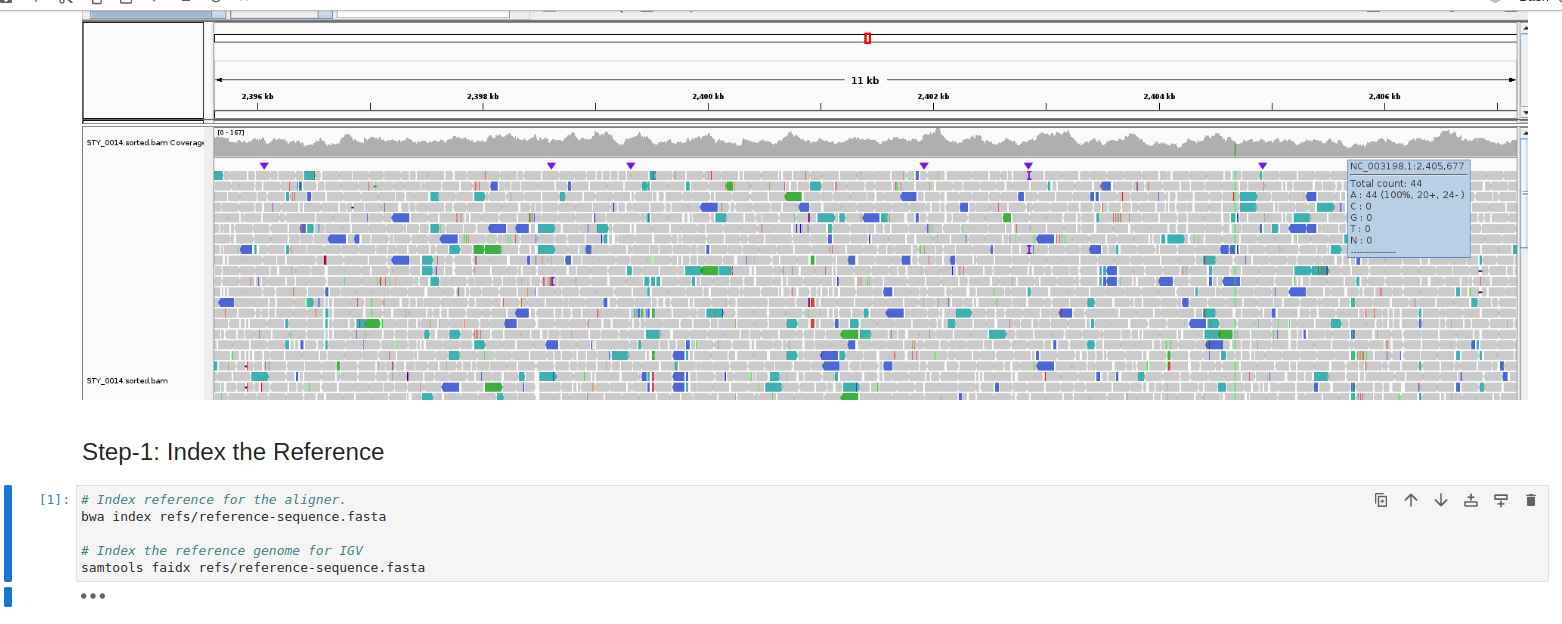 11 kb
2,396 kb
2,398 kb
2,400 kb
2,402 kb
2,404 kb
2,406 kb
[0 - 167]
STY_0014.sorted.bam Coverage
NC_003198.1:2,405,677
Total count: 44
A : 44 (100%, 20+, 24- )
C : 0
G : 0
T : 0
N : 0
---------------
STY_0014.sorted.bam
Step-1: Index the Reference
[1]:
# Index reference for the aligner.
bwa index refs/reference-sequence.fasta
# Index the reference genome for IGV
samtools faidx refs/reference-sequence.fasta